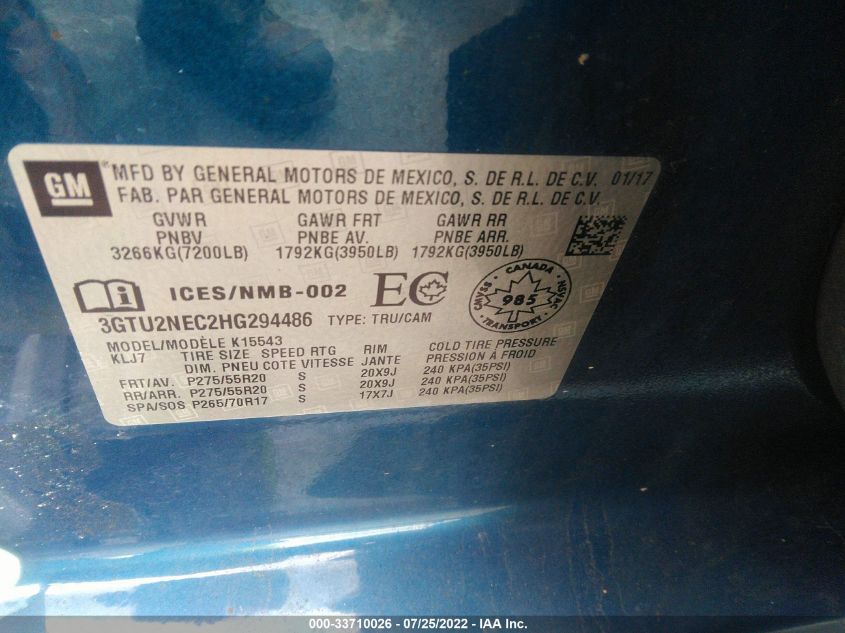 GM
® MFD BY GENERAL MOTORS DE MEXICO, S. DE R.L. DE C.V. 01/17
FAB. PAR GENERAL MOTORS DE MEXICO, S. DE R.L. DE C.V.
GVWR GAWR FRT GAWR RR
PNBV PNBE AV. PNBE ARR.
3266KG(7200LB) 1792KG(3950LB) 1792KG(3950LB)
i ICES/NMB-002 EC CANADA CMVSS 985 NSVAC TRANSPORT
3GTU2NEC2HG294486 TYPE: TRU/CAM
MODEL/MODÈLE K15543
KLJ7 TIRE SIZE SPEED RTG RIM COLD TIRE PRESSURE
DIM. PNEU COTE VITESSE JANTE PRESSION À FROID
FRT/AV. P275/55R20 S 20X9J 240 KPA(35PSI)
RR/ARR. P275/55R20 S 20X9J 240 KPA(35PSI)
SPA/SOS P265/70R17 S 17X7J 240 KPA(35PSI)
000-33710026 - 07/25/2022 - IAA Inc.